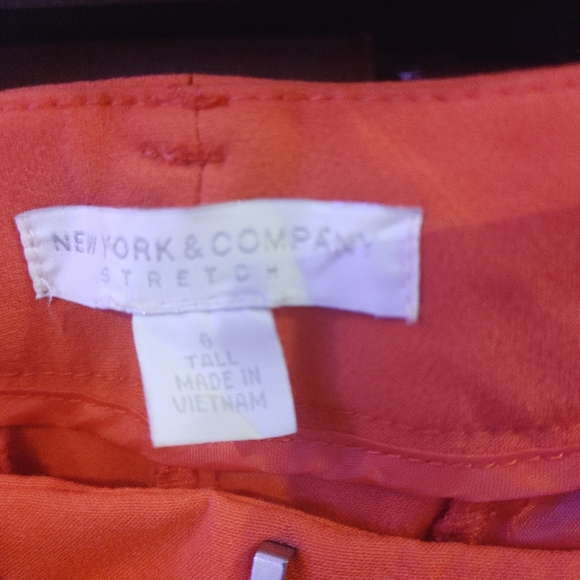 NEW YORK & COMPANY
STRETCH
6
TALL
MADE IN
VIETNAM